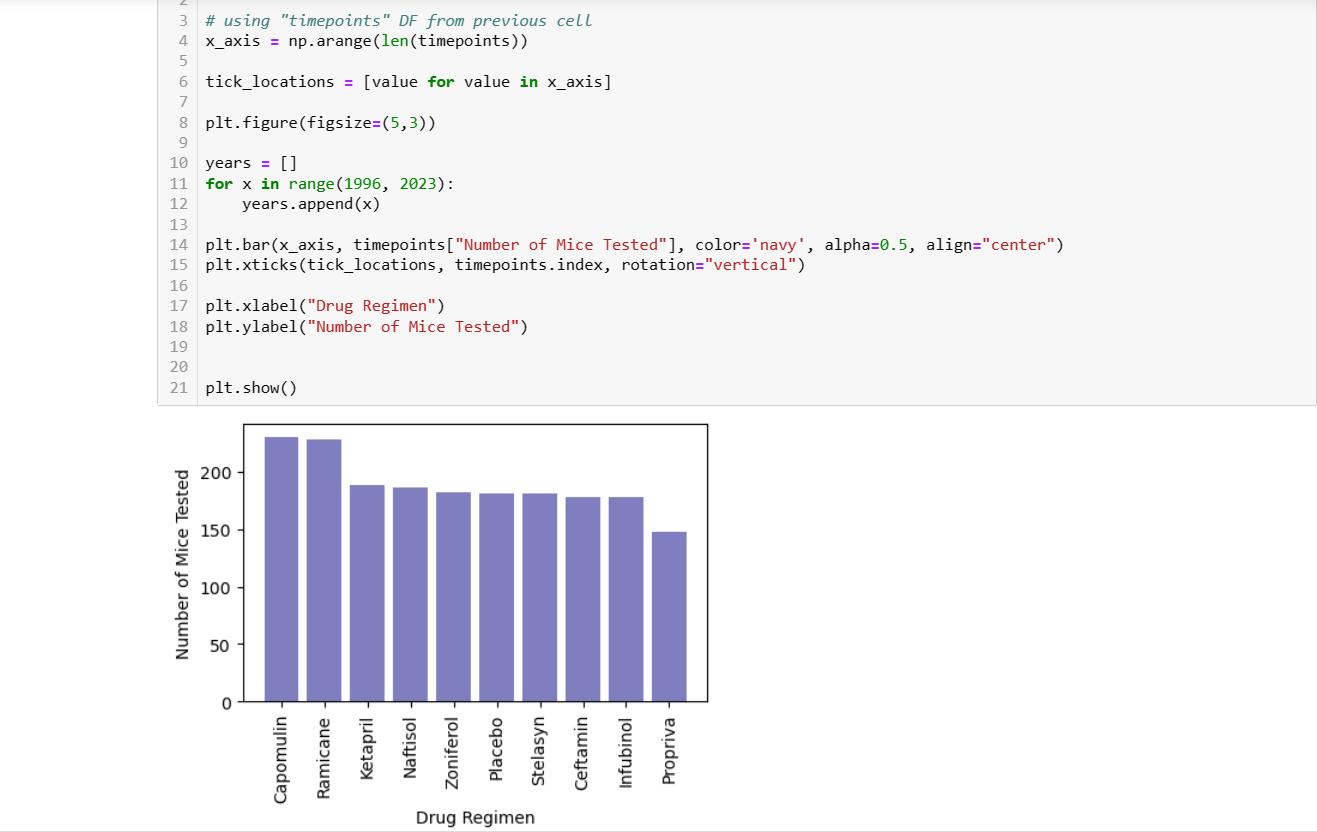 2
3 # using "timepoints" DF from previous cell
4 x_axis = np.arange(len(timepoints))
5
6 tick_locations = [value for value in x_axis]
7
8 plt.figure(figsize=(5,3))
9
10 years = []
11 for x in range(1996, 2023):
12     years.append(x)
13
14 plt.bar(x_axis, timepoints["Number of Mice Tested"], color='navy', alpha=0.5, align="center")
15 plt.xticks(tick_locations, timepoints.index, rotation="vertical")
16
17 plt.xlabel("Drug Regimen")
18 plt.ylabel("Number of Mice Tested")
19
20
21 plt.show()
Number of Mice Tested
200
150
100
50
0
Capomulin
Ramicane
Ketapril
Naftisol
Zoniferol
Placebo
Stelasyn
Ceftamin
Infubinol
Propriva
Drug Regimen